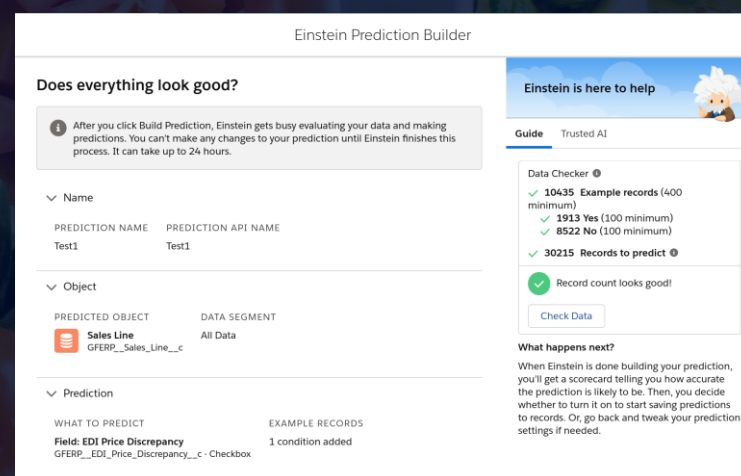 Einstein Prediction Builder
Does everything look good?
After you click Build Prediction, Einstein gets busy evaluating your data and making
predictions. You can't make any changes to your prediction until Einstein finishes this
process. It can take up to 24 hours.
Name
PREDICTION NAME PREDICTION API NAME
Test1 Test1
Object
PREDICTED OBJECT DATA SEGMENT
Sales Line All Data
GFERP__Sales_Line__c
Prediction
WHAT TO PREDICT EXAMPLE RECORDS
Field: EDI Price Discrepancy 1 condition added
GFERP__EDI_Price_Discrepancy__c - Checkbox
Einstein is here to help
Guide Trusted AI
Data Checker
10435 Example records (400
minimum)
1913 Yes (100 minimum)
8522 No (100 minimum)
30215 Records to predict
Record count looks good!
Check Data
What happens next?
When Einstein is done building your prediction,
you'll get a scorecard telling you how accurate
the prediction is likely to be. Then, you decide
whether to turn it on to start saving predictions
to records. Or, go back and tweak your prediction
settings if needed.